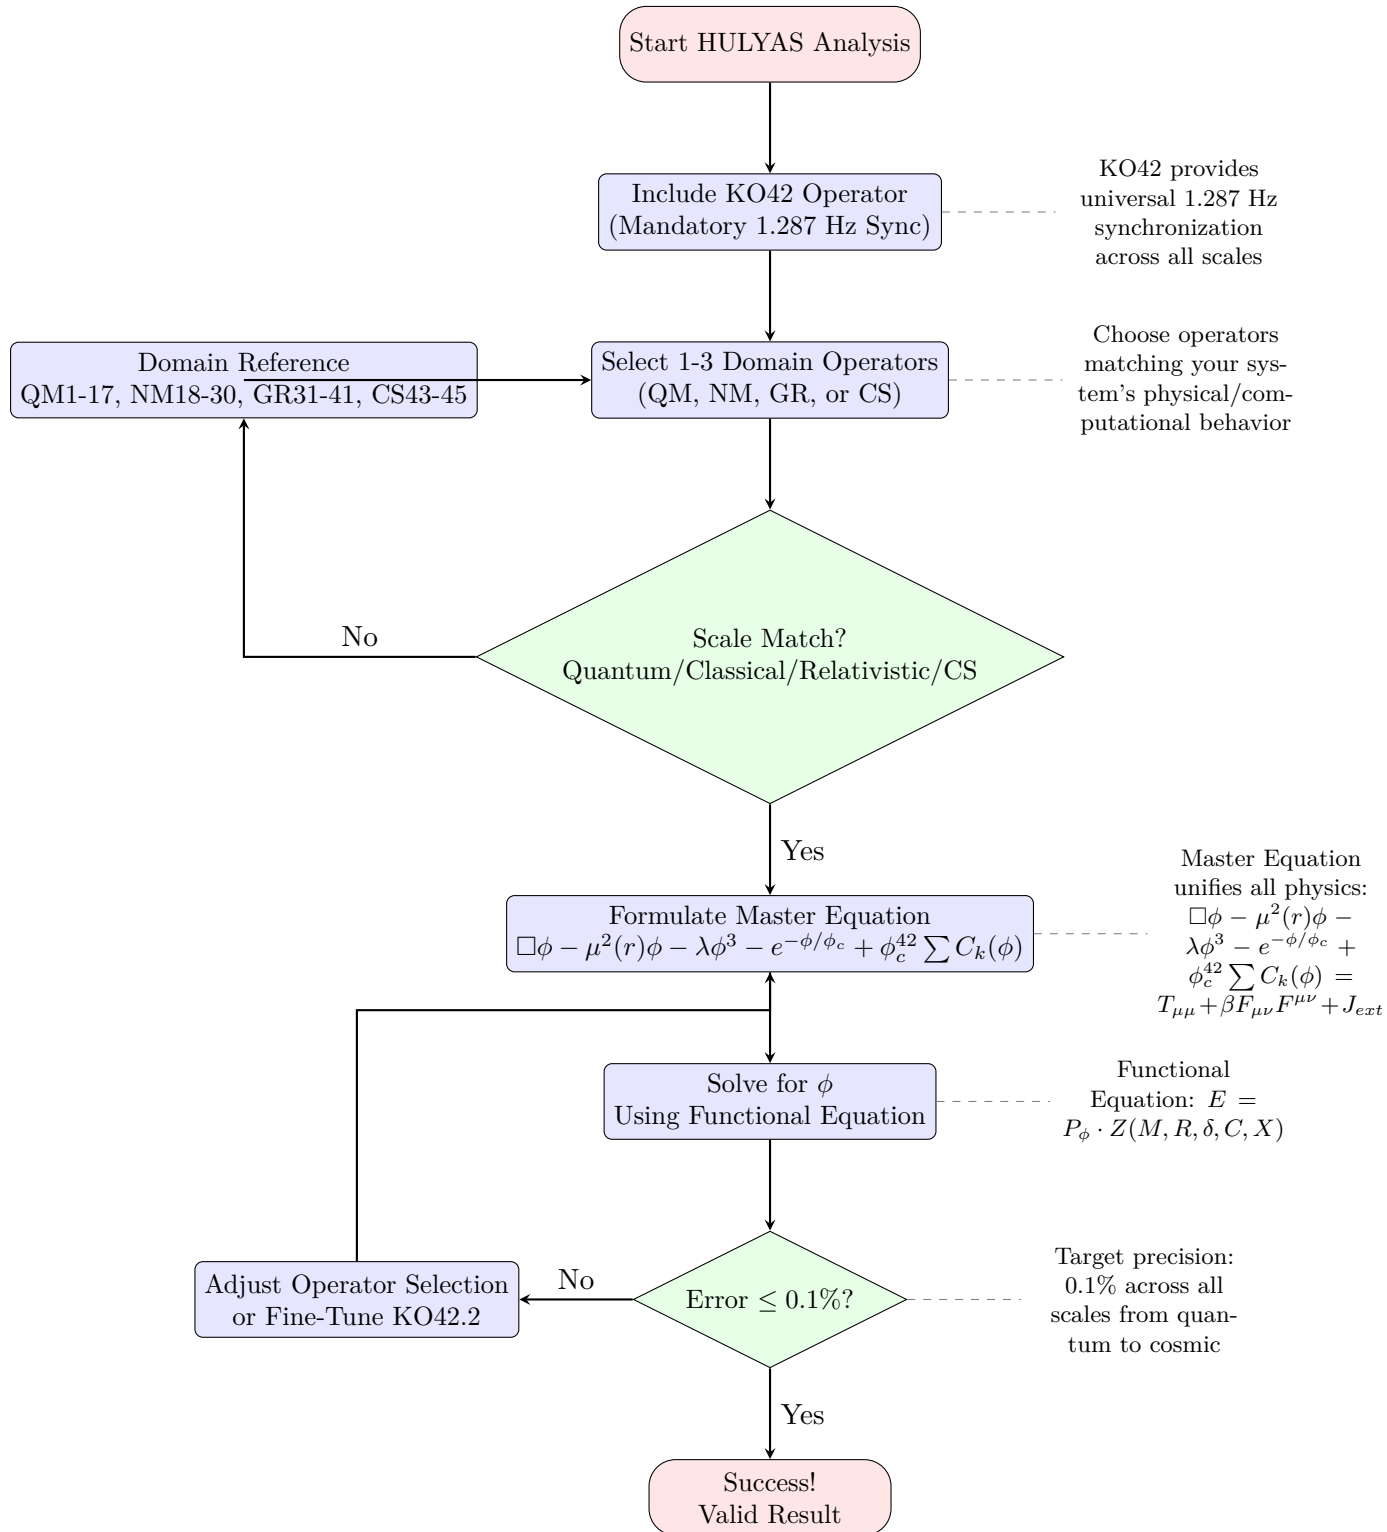 Start HULYAS Analysis
Include KO42 Operator
(Mandatory 1.287 Hz Sync)
KO42 provides
universal 1.287 Hz
synchronization
across all scales
Domain Reference
QM1-17, NM18-30, GR31-41, CS43-45
Select 1-3 Domain Operators
(QM, NM, GR, or CS)
Choose operators
matching your sys-
tem's physical/com-
putational behavior
No
Scale Match?
Quantum/Classical/Relativistic/CS
Yes
Formulate Master Equation
□ϕ − μ²(r)ϕ − λϕ³ − e^{−ϕ/ϕ_c} + ϕ_c^{42} ∑ C_k(ϕ)
Master Equation
unifies all physics:
□ϕ − μ²(r)ϕ −
λϕ³ − e^{−ϕ/ϕ_c} +
ϕ_c^{42} ∑ C_k(ϕ) =
T_{μμ} + βF_{μν}F^{μν} + J_{ext}
Solve for ϕ
Using Functional Equation
Functional
Equation: E =
P_ϕ · Z(M, R, δ, C, X)
Adjust Operator Selection
or Fine-Tune KO42.2
No
Error ≤ 0.1%?
Target precision:
0.1% across all
scales from quan-
tum to cosmic
Yes
Success!
Valid Result